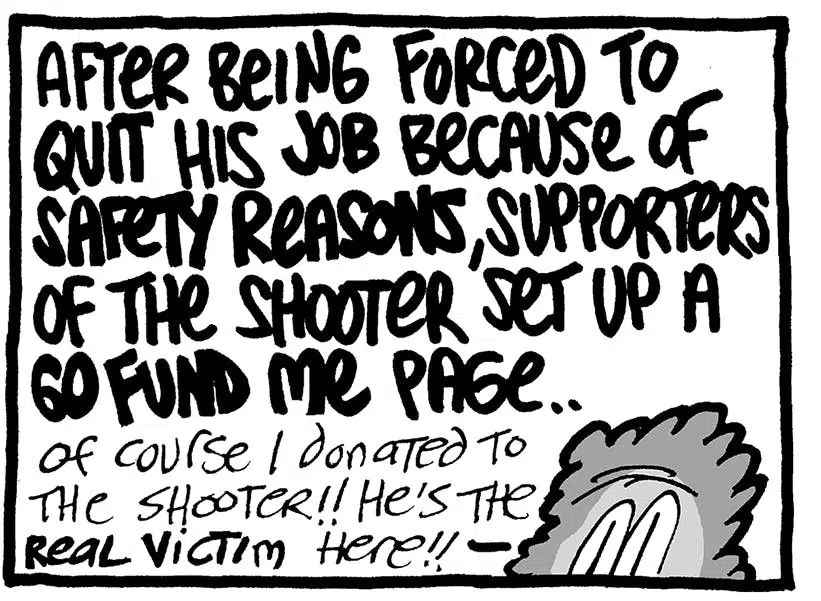 AFTER BEING FORCED TO
QUIT HIS JOB BECAUSE OF
SAFETY REASONS, SUPPORTERS
OF THE SHOOTER SET UP A
GO FUND ME PAGE..
OF COURSE I DONATED TO
THE SHOOTER!! HE'S THE
REAL VICTIM HERE!! —